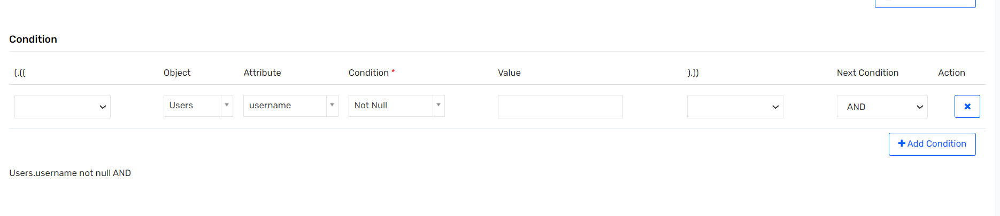 Condition
(,(( Object Attribute Condition * Value ),)) Next Condition Action
Users username Not Null AND
Add Condition
Users.username not null AND